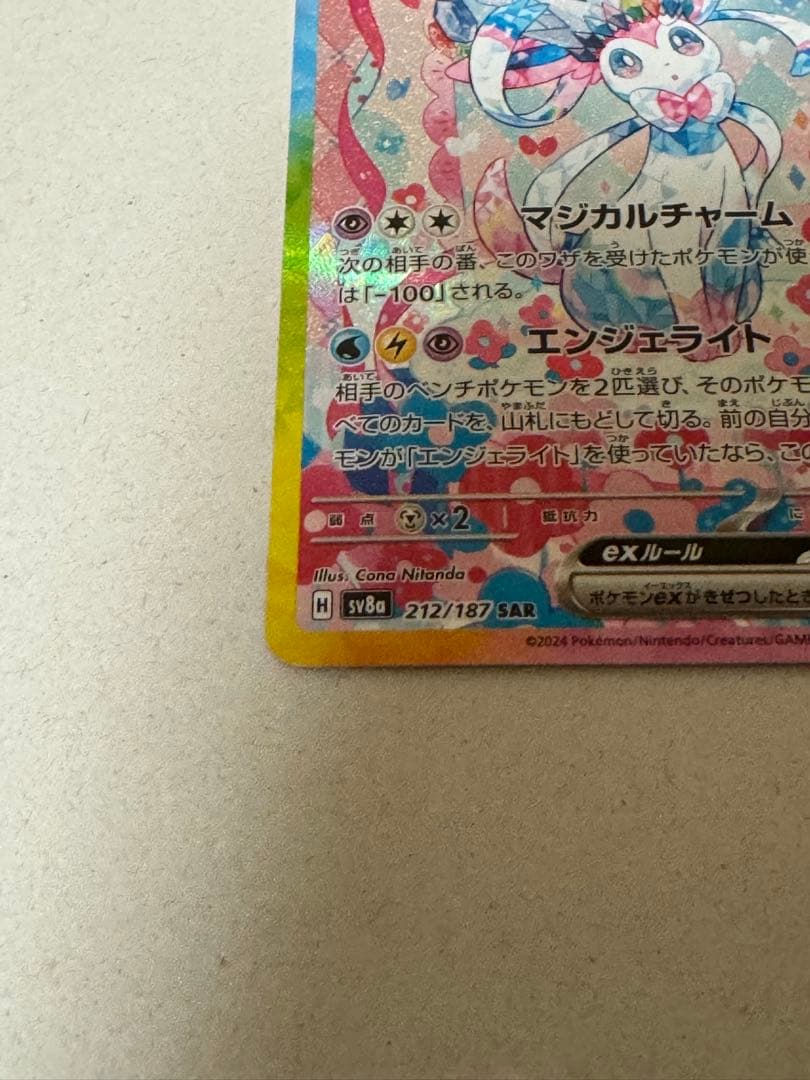 マジカルチャーム
次の相手の番、このワザを受けたポケモンが使
は「-100」される。
エンジェライト
相手のベンチポケモンを2匹選び、そのポケモ
べてのカードを、山札にもどして切る。前の自分
モンが「エンジェライト」を使っていたなら、この
弱点 ×2 抵抗力 に
exルール
Illus. Cona Nitanda
ポケモンexがきぜつしたとき
H sv8a 212/187 SAR
©2024 Pokémon/Nintendo/Creatures/GAM